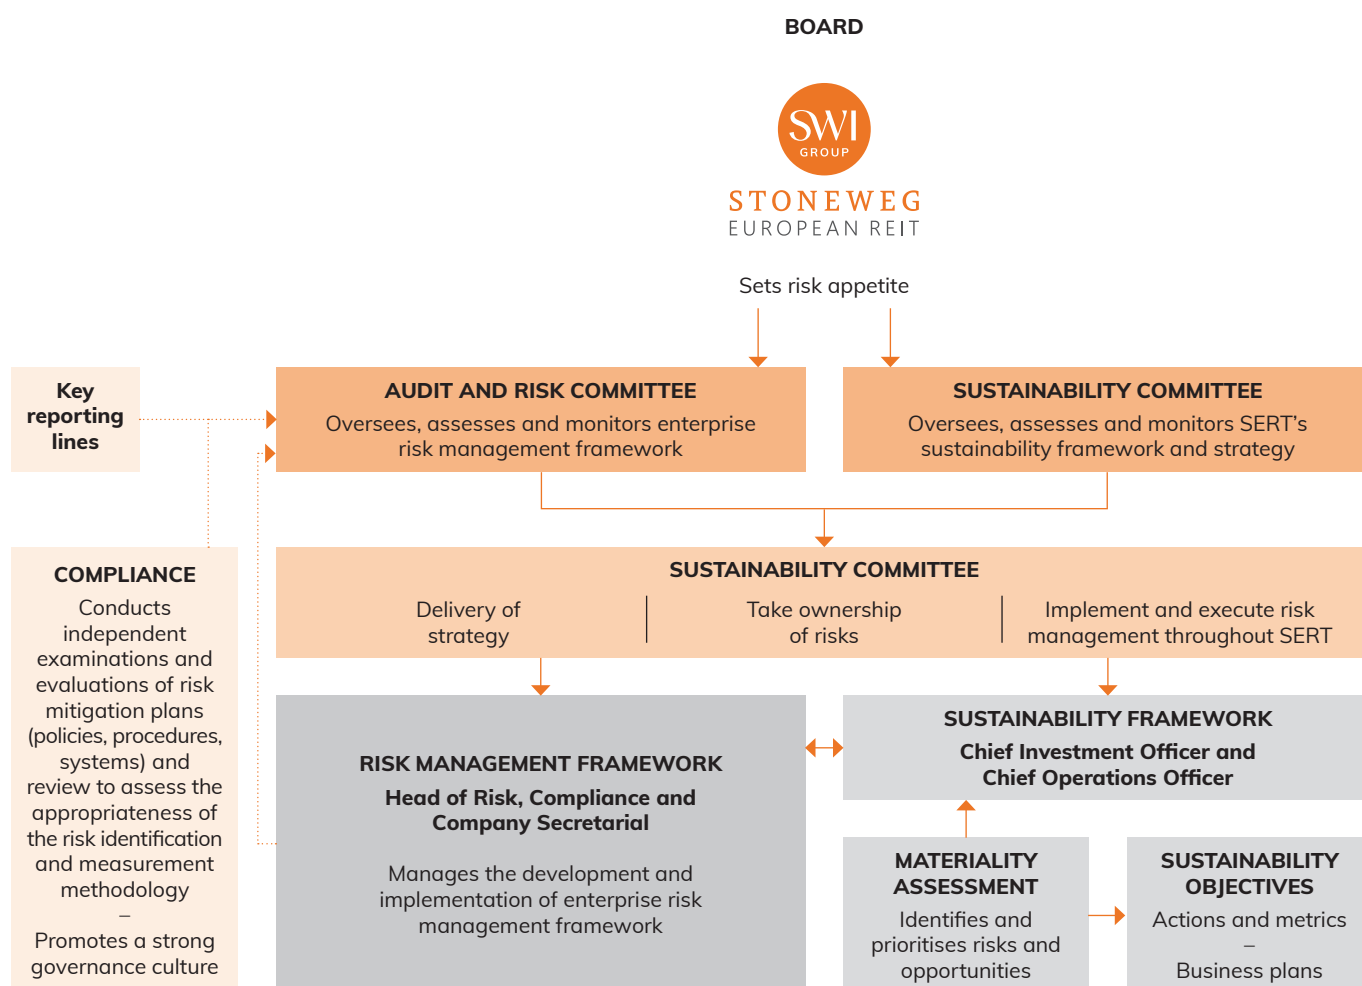 BOARD
SWI
GROUP
STONEWEG
EUROPEAN REIT
Sets risk appetite
Key
reporting
lines
AUDIT AND RISK COMMITTEE
Oversees, assesses and monitors enterprise
risk management framework
SUSTAINABILITY COMMITTEE
Oversees, assesses and monitors SERT’s
sustainability framework and strategy
COMPLIANCE
Conducts
independent
examinations and
evaluations of risk
mitigation plans
(policies, procedures,
systems) and
review to assess the
appropriateness of
the risk identification
and measurement
methodology
–
Promotes a strong
governance culture
SUSTAINABILITY COMMITTEE
Delivery of
strategy
Take ownership
of risks
Implement and execute risk
management throughout SERT
RISK MANAGEMENT FRAMEWORK
Head of Risk, Compliance and
Company Secretarial
Manages the development and
implementation of enterprise risk
management framework
SUSTAINABILITY FRAMEWORK
Chief Investment Officer and
Chief Operations Officer
MATERIALITY
ASSESSMENT
Identifies and
prioritises risks and
opportunities
SUSTAINABILITY
OBJECTIVES
Actions and metrics
–
Business plans